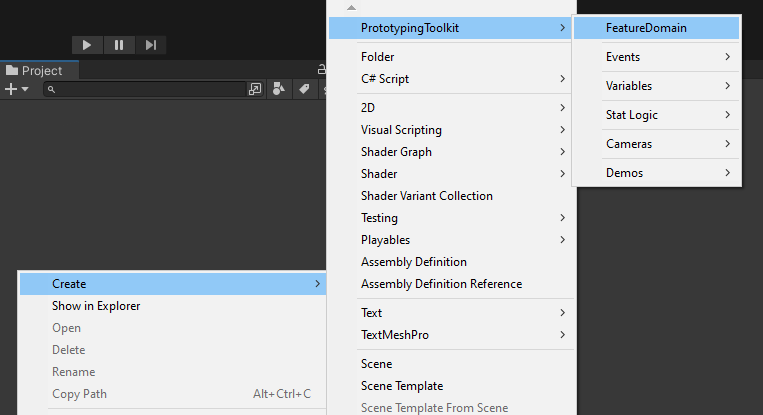 Project
Create
Show in Explorer
Open
Delete
Rename
Copy Path Alt+Ctrl+C
PrototypingToolkit
Folder
C# Script
2D
Visual Scripting
Shader Graph
Shader
Shader Variant Collection
Testing
Playables
Assembly Definition
Assembly Definition Reference
Text
TextMeshPro
Scene
Scene Template
Scene Template From Scene
FeatureDomain
Events
Variables
Stat Logic
Cameras
Demos